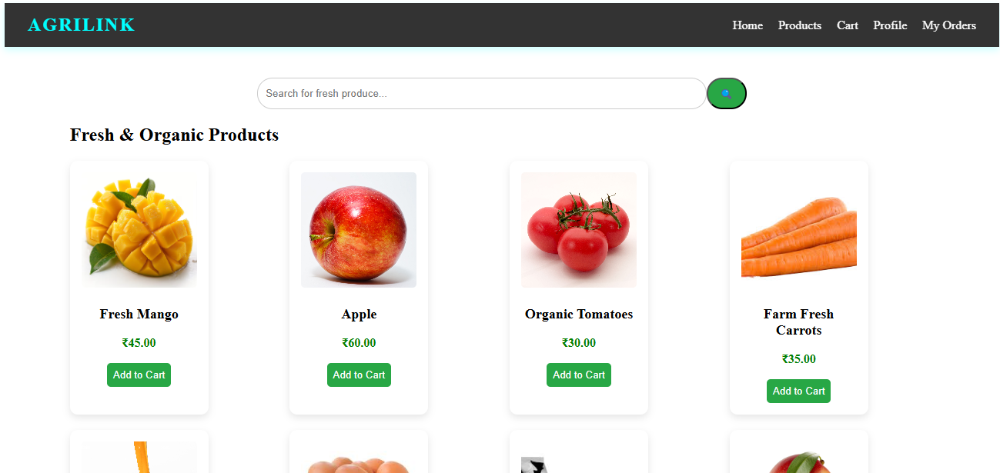 AGRILINK
Home Products Cart Profile My Orders
Search for fresh produce...
Fresh & Organic Products
Fresh Mango
₹45.00
Add to Cart
Apple
₹60.00
Add to Cart
Organic Tomatoes
₹30.00
Add to Cart
Farm Fresh
Carrots
₹35.00
Add to Cart